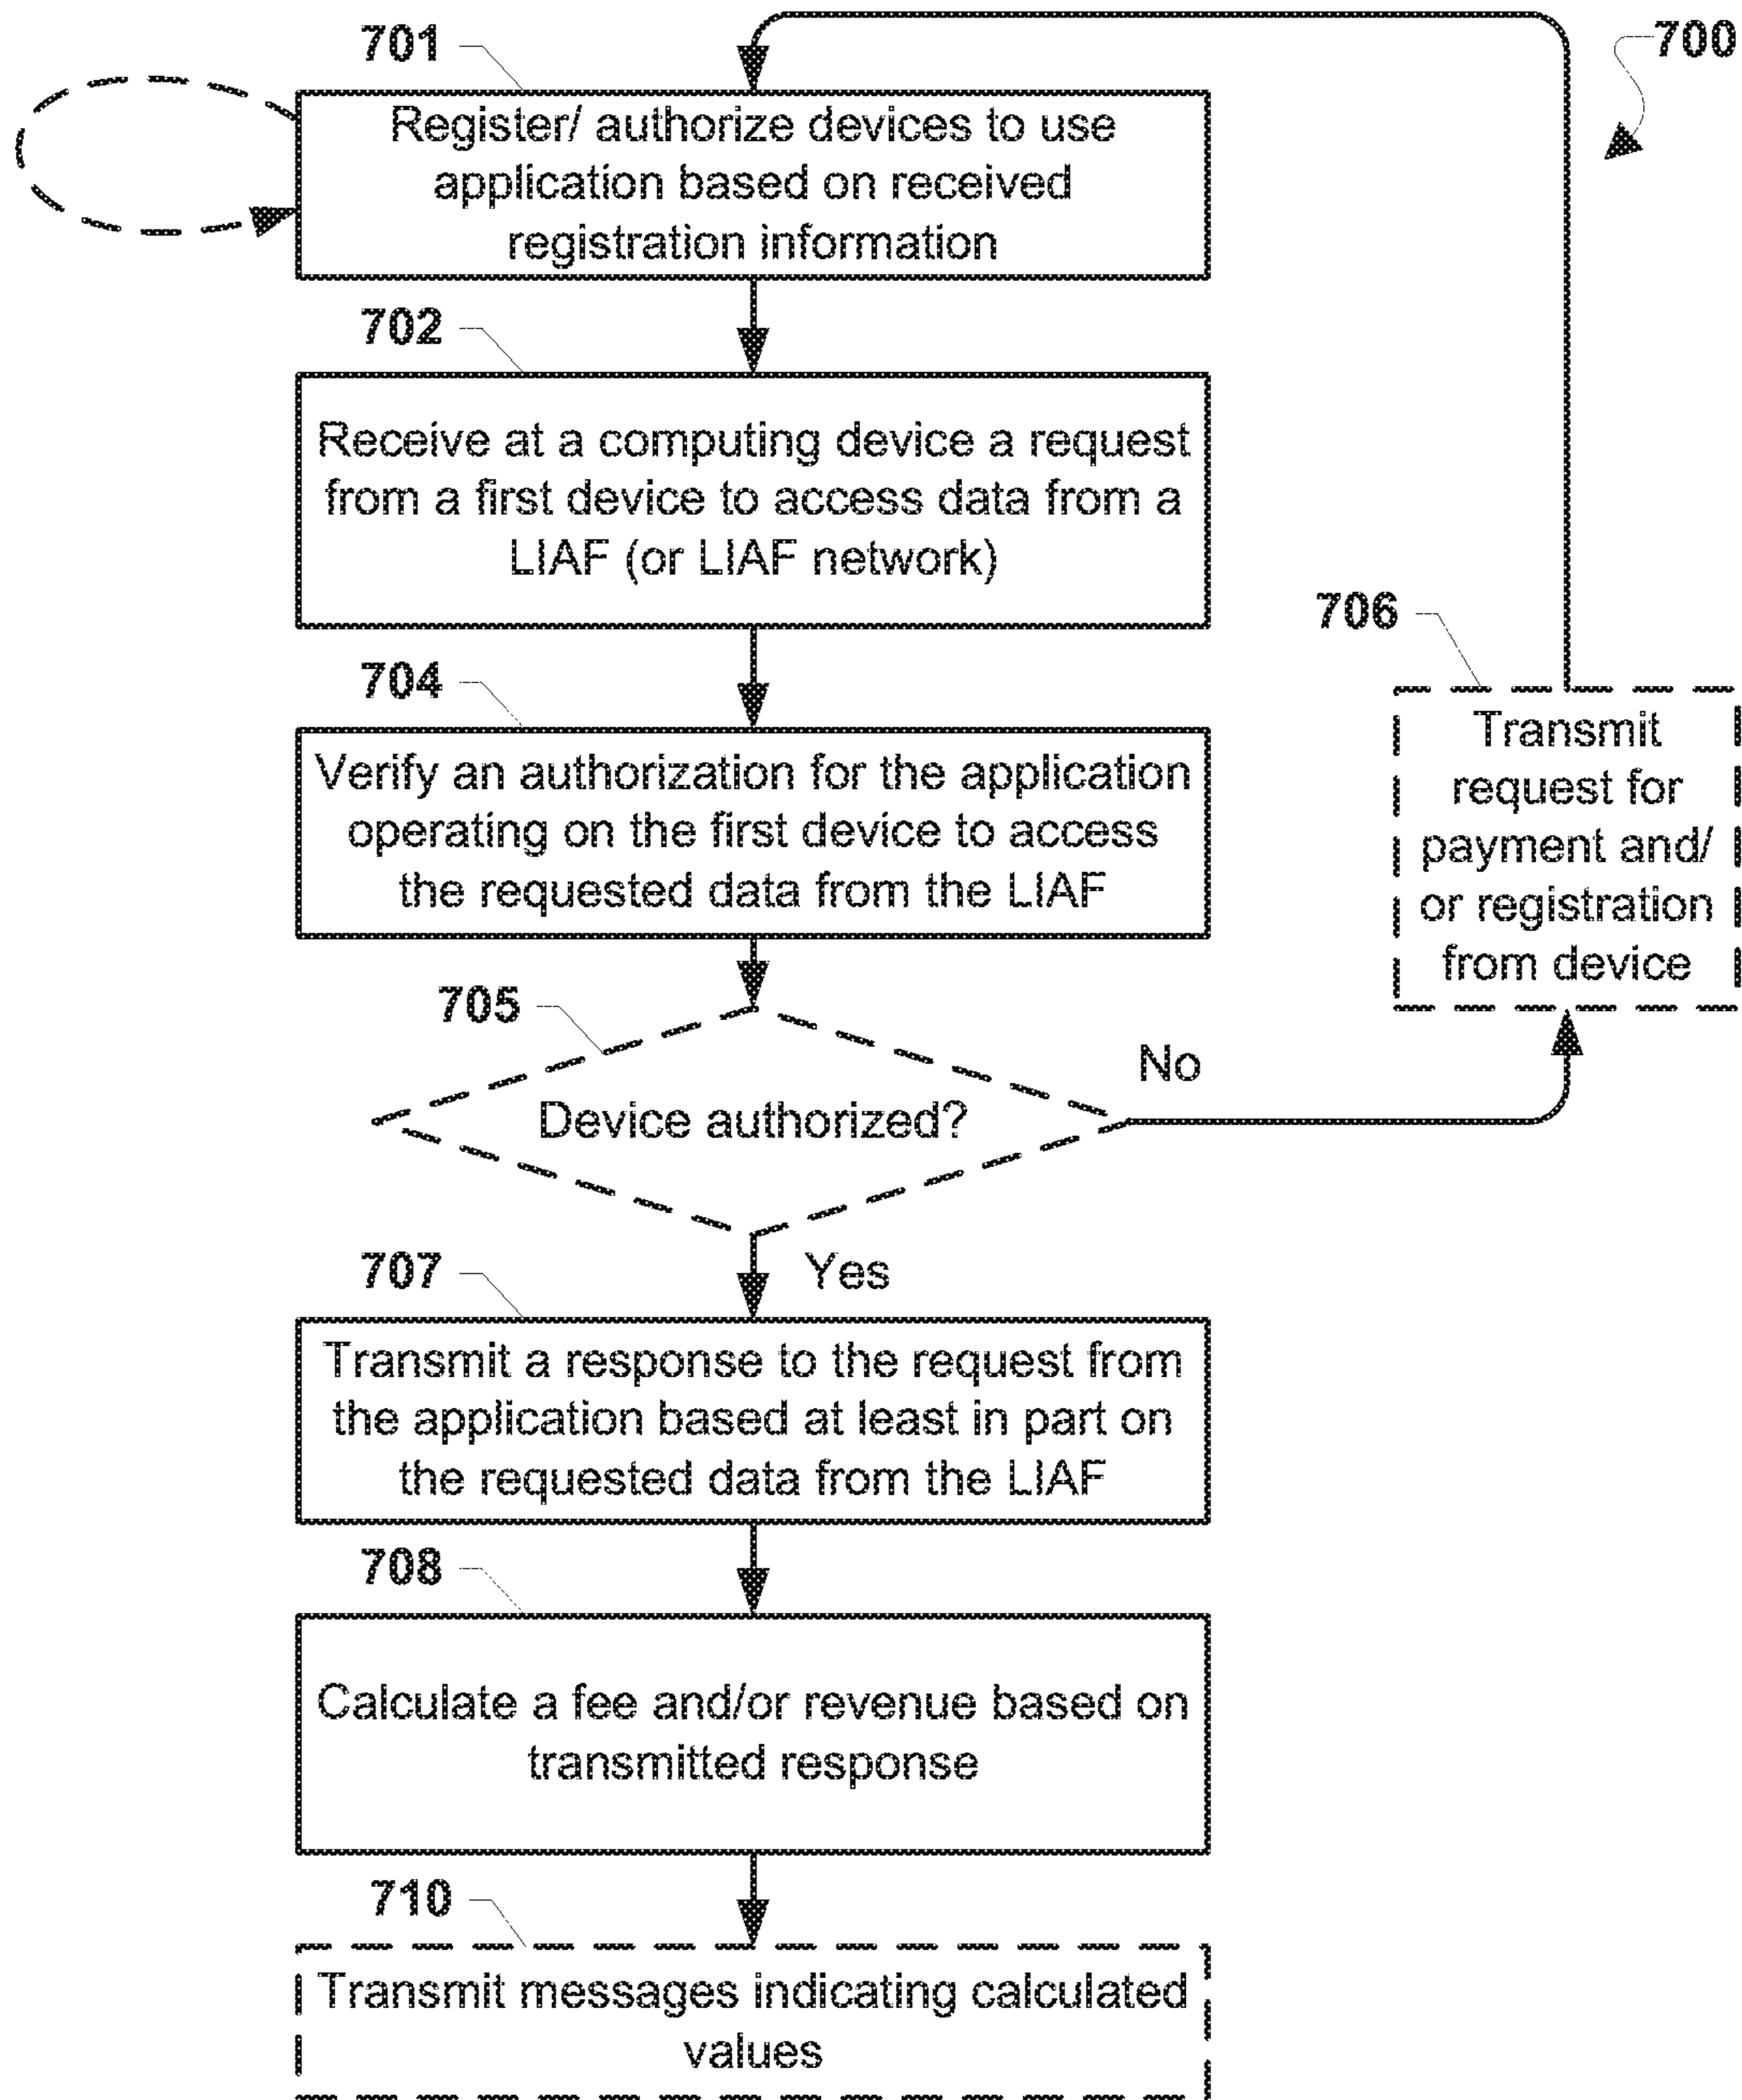 700
701
Register/ authorize devices to use
application based on received
registration information
702
Receive at a computing device a request
from a first device to access data from a
LIAF (or LIAF network)
704
Verify an authorization for the application
operating on the first device to access
the requested data from the LIAF
705
Device authorized?
No
706
Transmit
request for
payment and/
or registration
from device
Yes
707
Transmit a response to the request from
the application based at least in part on
the requested data from the LIAF
708
Calculate a fee and/or revenue based on
transmitted response
710
Transmit messages indicating calculated
values